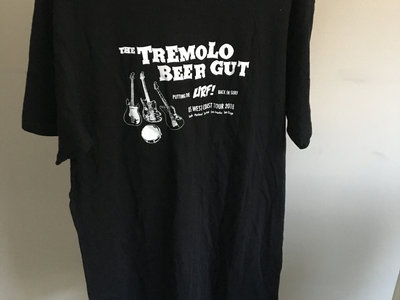 THE TREMOLO
BEER GUT
PUTTING THE URF! BACK IN SURF
US WEST COAST TOUR 2018